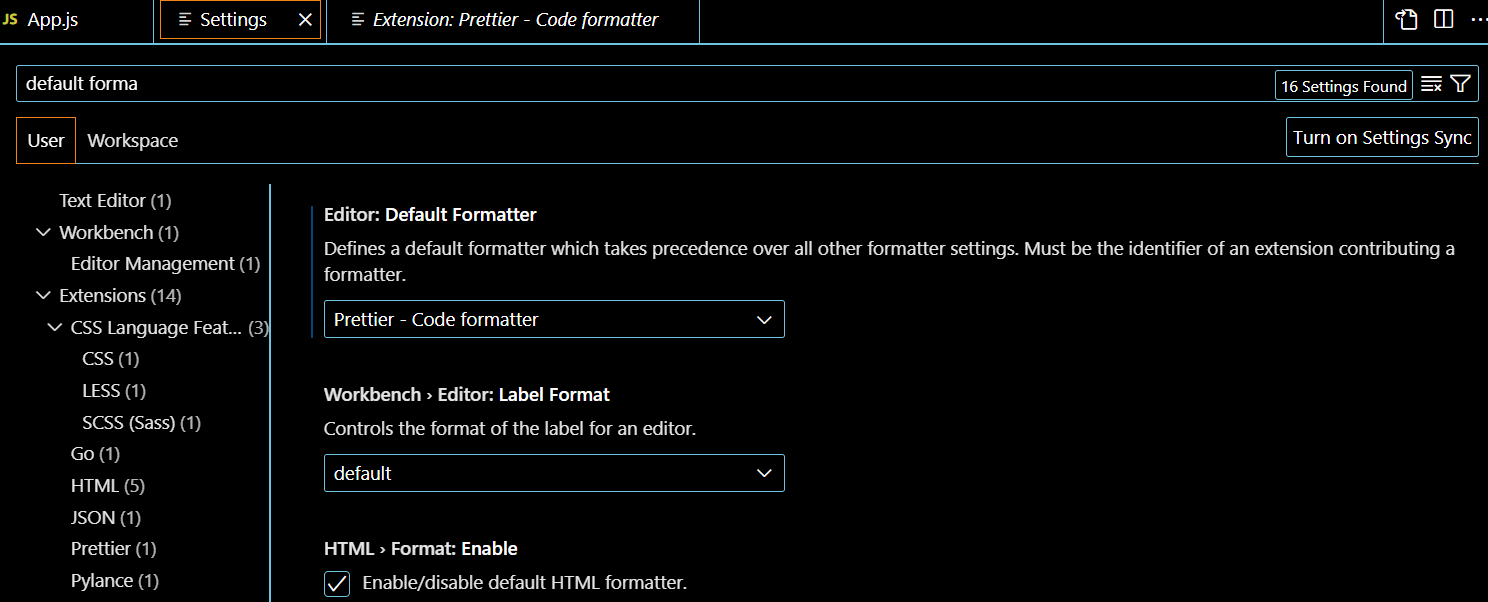 JS App.js
Settings
Extension: Prettier - Code formatter
default forma
16 Settings Found
User
Workspace
Turn on Settings Sync
Text Editor (1)
Workbench (1)
Editor Management (1)
Extensions (14)
CSS Language Feat... (3)
CSS (1)
LESS (1)
SCSS (Sass) (1)
Go (1)
HTML (5)
JSON (1)
Prettier (1)
Pylance (1)
Editor: Default Formatter
Defines a default formatter which takes precedence over all other formatter settings. Must be the identifier of an extension contributing a
formatter.
Prettier - Code formatter
Workbench › Editor: Label Format
Controls the format of the label for an editor.
default
HTML › Format: Enable
Enable/disable default HTML formatter.